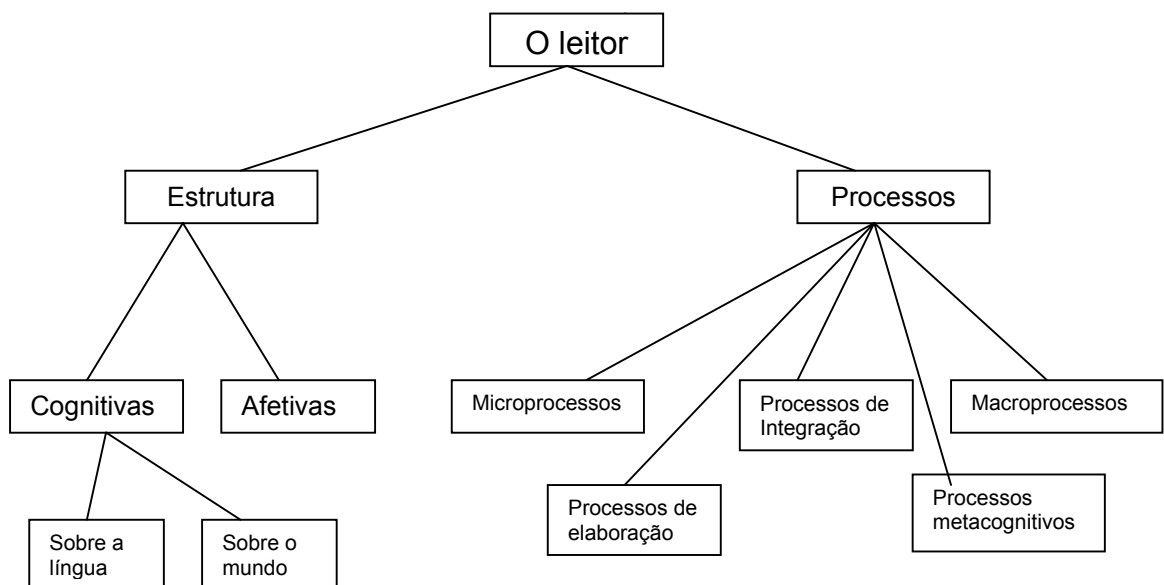 O leitor
Estrutura
Processos
Cognitivas
Afetivas
Microprocessos
Processos de
Integração
Macroprocessos
Sobre a
língua
Sobre o
mundo
Processos de
elaboração
Processos
metacognitivos